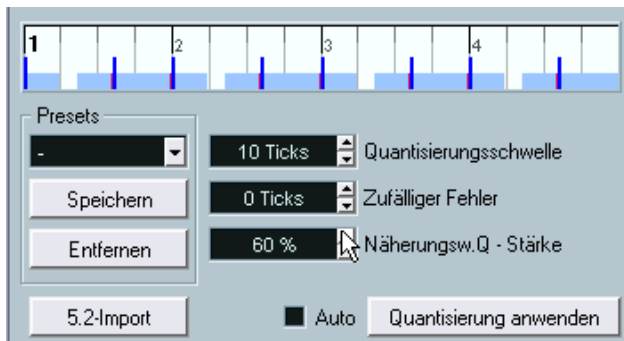 1 2 3 4
Presets
-
10 Ticks Quantisierungsschwelle
Speichern 0 Ticks Zufälliger Fehler
Entfernen 60 % Näherungsw.Q - Stärke
5.2-Import Auto Quantisierung anwenden